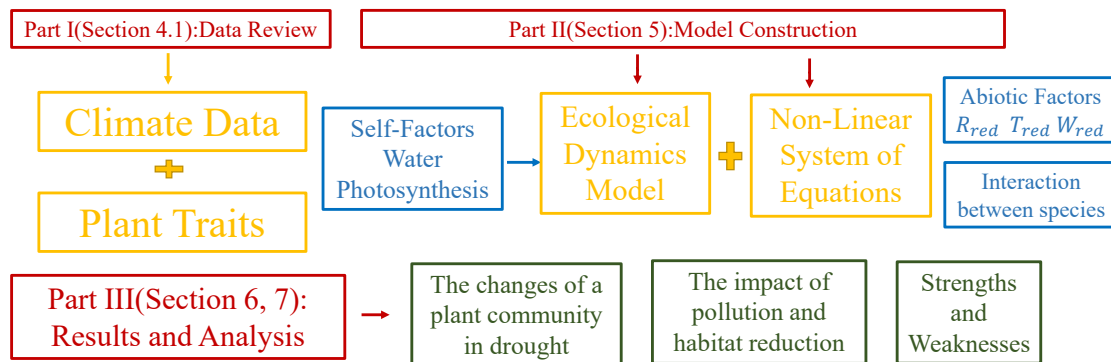 Part I(Section 4.1):Data Review
Part II(Section 5):Model Construction
Climate Data
+
Plant Traits
Self-Factors
Water
Photosynthesis
Ecological
Dynamics
Model
+
Non-Linear
System of
Equations
Abiotic Factors
R_red T_red W_red
Interaction
between species
Part III(Section 6, 7):
Results and Analysis
The changes of a
plant community
in drought
The impact of
pollution and
habitat reduction
Strengths
and
Weaknesses